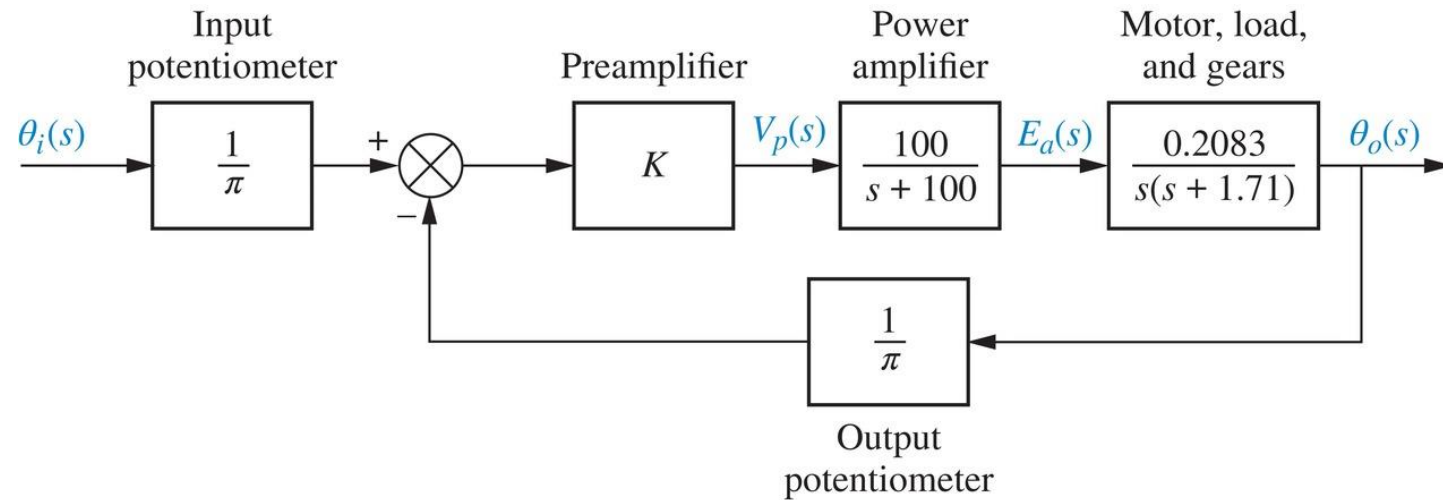 Input
potentiometer
Preamplifier
Power
amplifier
Motor, load,
and gears
θi(s)
1
π
+
−
K
Vp(s)
100
s + 100
Ea(s)
0.2083
s(s + 1.71)
θo(s)
1
π
Output
potentiometer